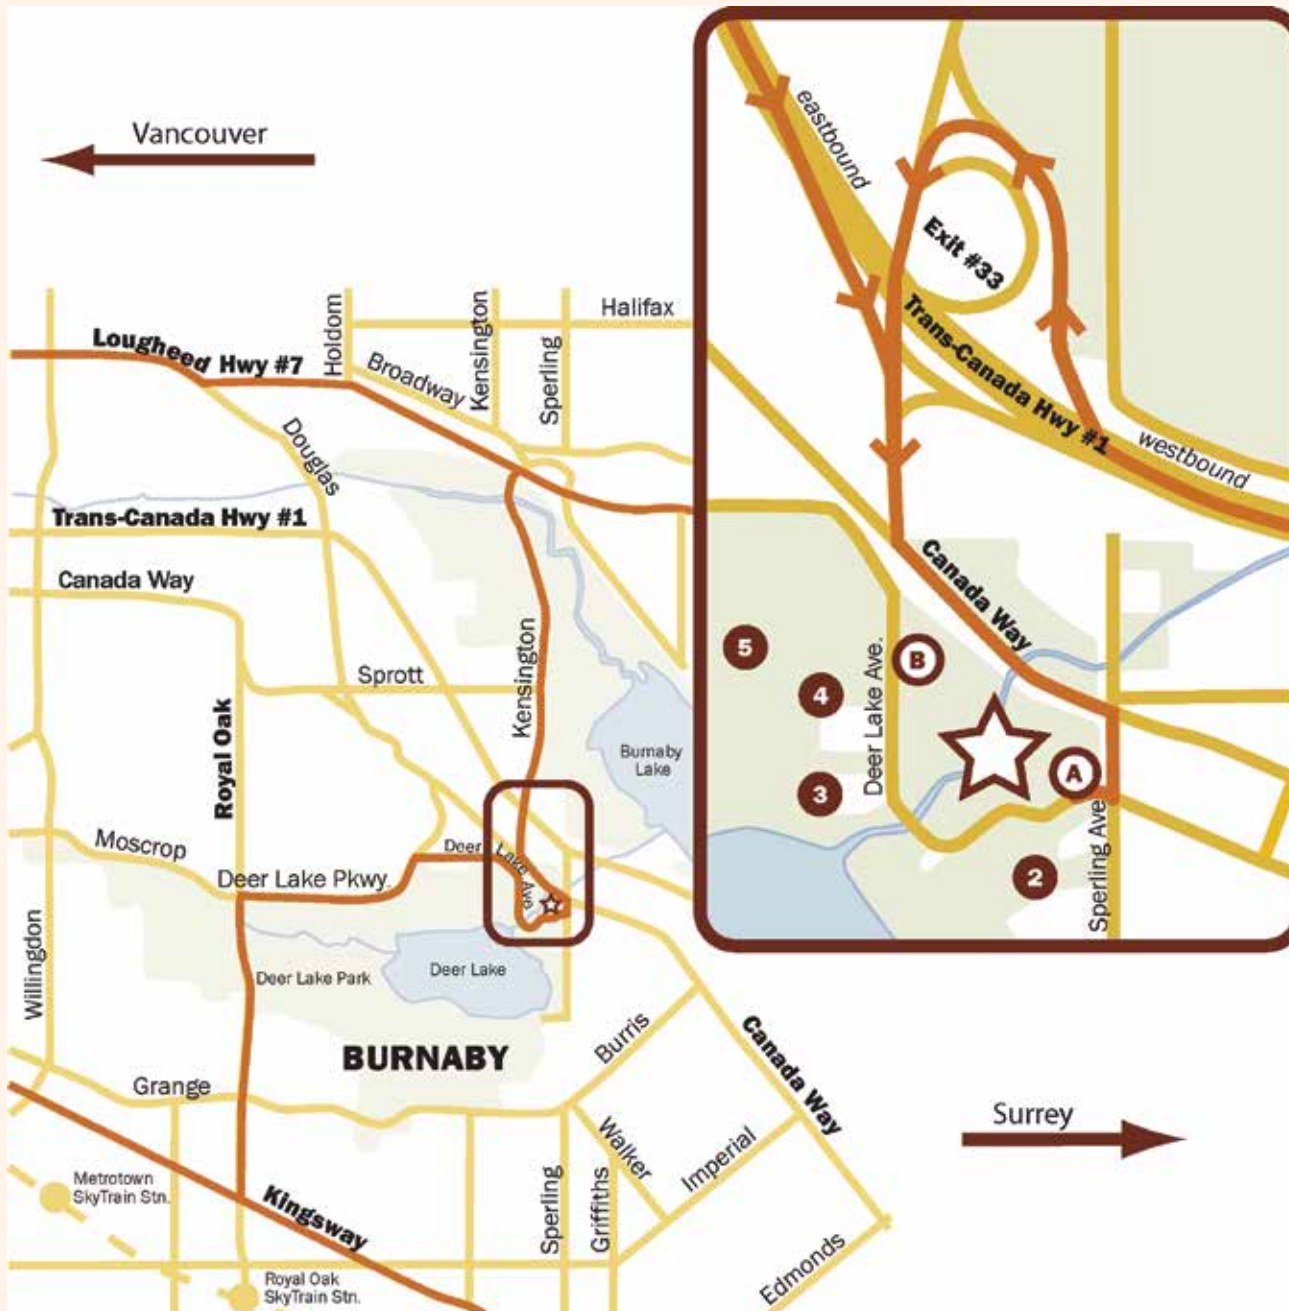 Vancouver
Lougheed Hwy #7
Holdom
Broadway
Kensington
Sperling
Halifax
Douglas
Trans-Canada Hwy #1
Canada Way
Sprott
Kensington
Royal Oak
Burnaby
Lake
Moscrop
Deer Lake Pkwy.
Deer Lake Ave.
Willingdon
Deer Lake Park
Deer Lake
BURNABY
Grange
Burris
Canada Way
Walker
Imperial
Sperling
Griffiths
Kingsway
Edmonds
Metrotown
SkyTrain Stn.
Royal Oak
SkyTrain Stn.
Surrey
eastbound
Exit #33
Trans-Canada Hwy #1
westbound
Canada Way
Deer Lake Ave.
Sperling Ave
5
4
3
2
B
A